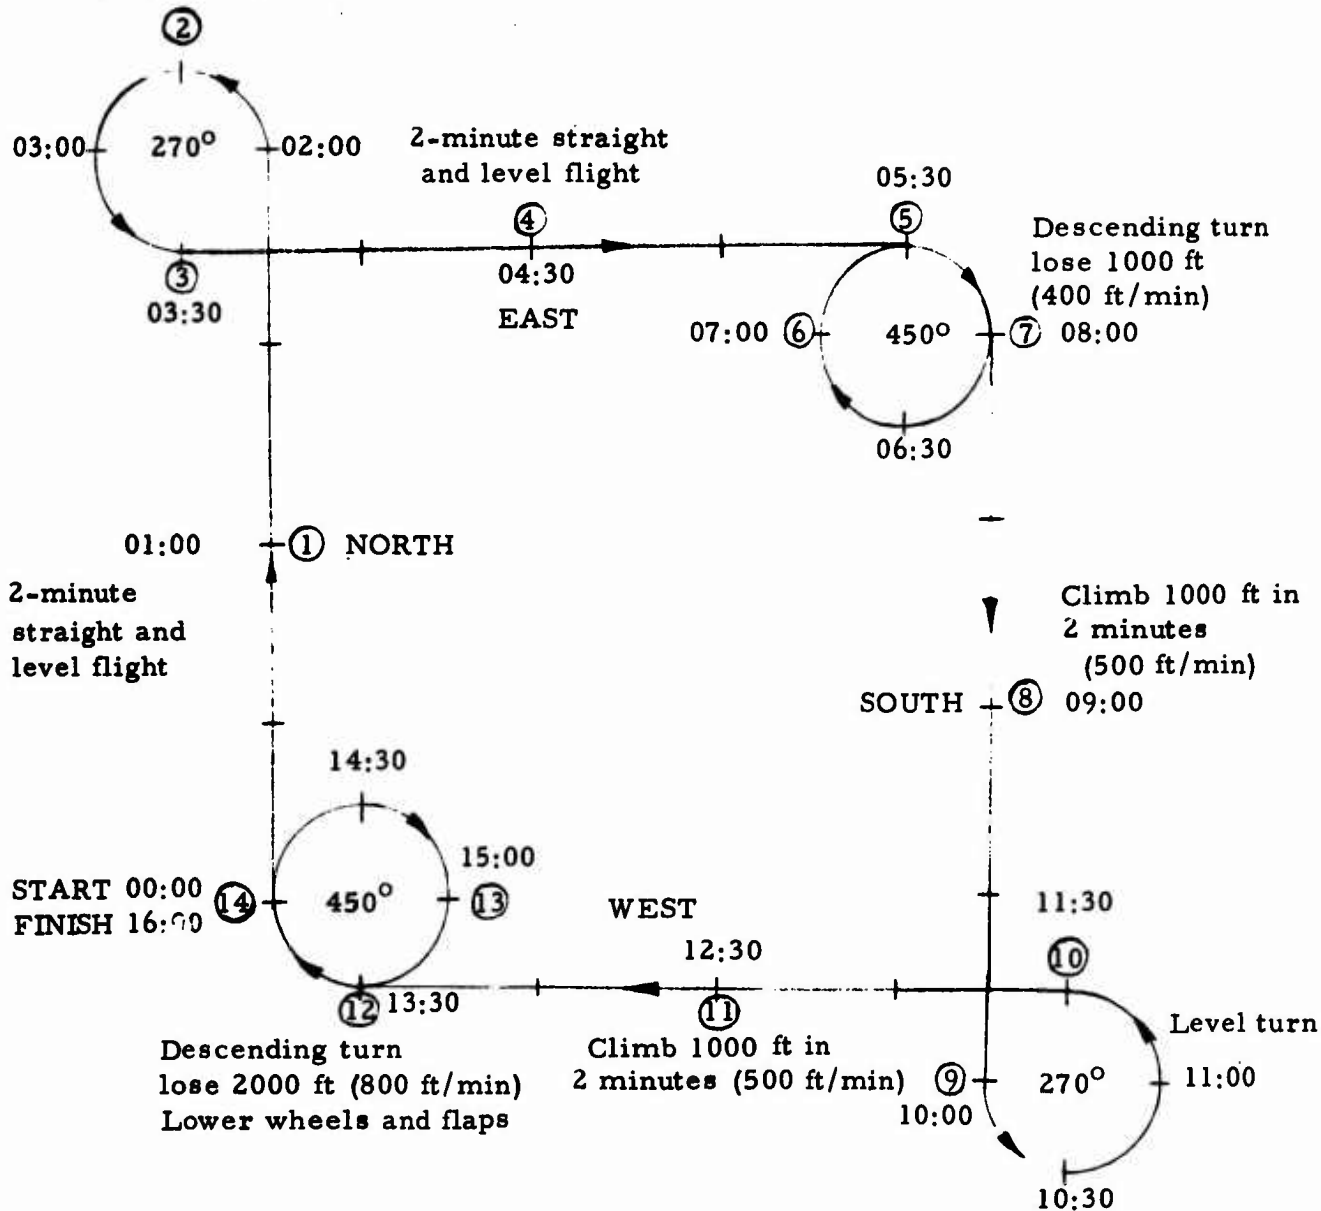 ②
270°
03:00
02:00
③
03:30
2-minute straight
and level flight
④
04:30
EAST
05:30
⑤
Descending turn
lose 1000 ft
(400 ft/min)
07:00 ⑥
450°
⑦ 08:00
06:30
01:00
① NORTH
2-minute
straight and
level flight
Climb 1000 ft in
2 minutes
(500 ft/min)
SOUTH ⑧ 09:00
14:30
15:00
START 00:00
FINISH 16:00
⑭
450°
⑬
WEST
12:30
11:30
⑩
⑫ 13:30
⑪
Descending turn
lose 2000 ft (800 ft/min)
Lower wheels and flaps
Climb 1000 ft in
2 minutes (500 ft/min)
⑨
10:00
270°
Level turn
11:00
10:30